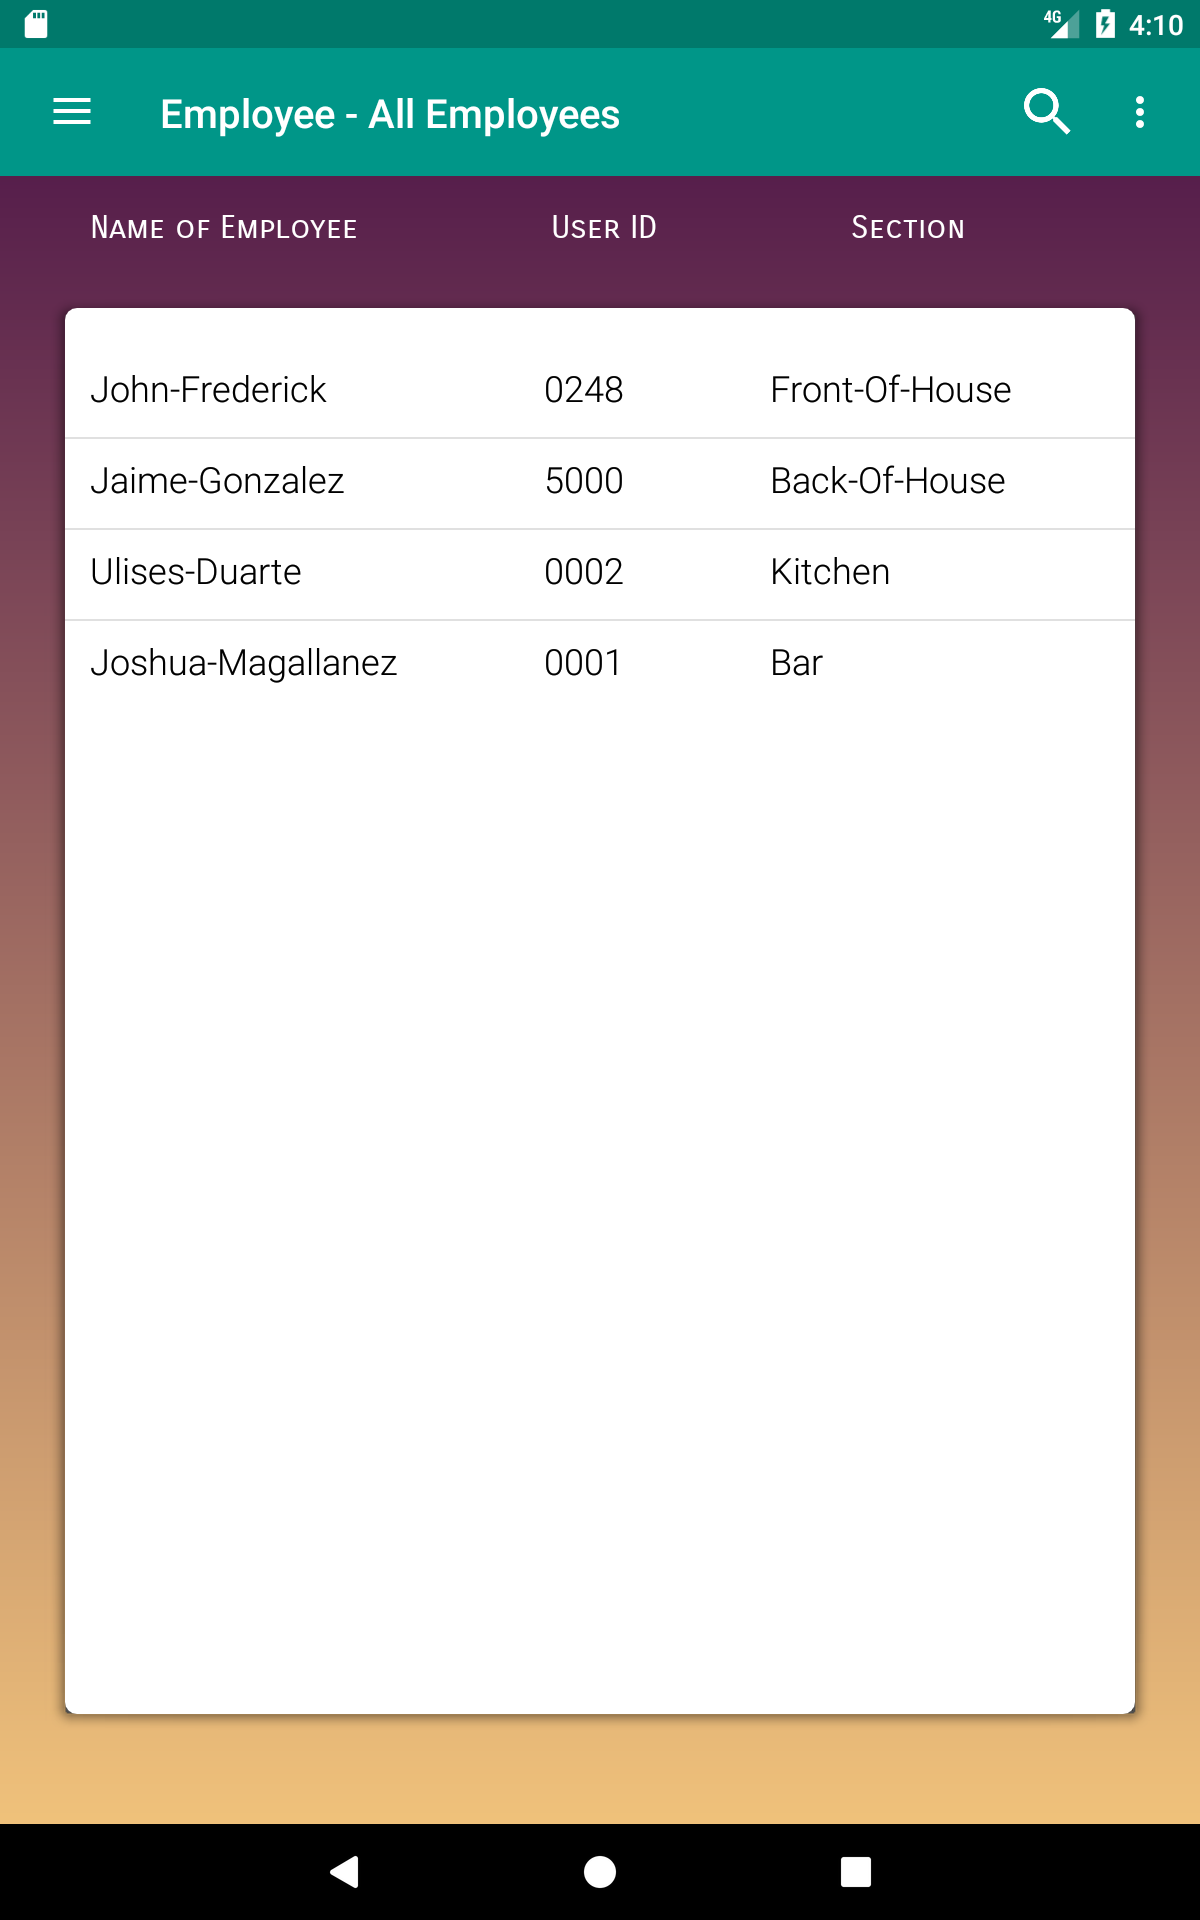 4G 4:10
Employee - All Employees
Name of Employee User ID Section
John-Frederick 0248 Front-Of-House
Jaime-Gonzalez 5000 Back-Of-House
Ulises-Duarte 0002 Kitchen
Joshua-Magallanez 0001 Bar